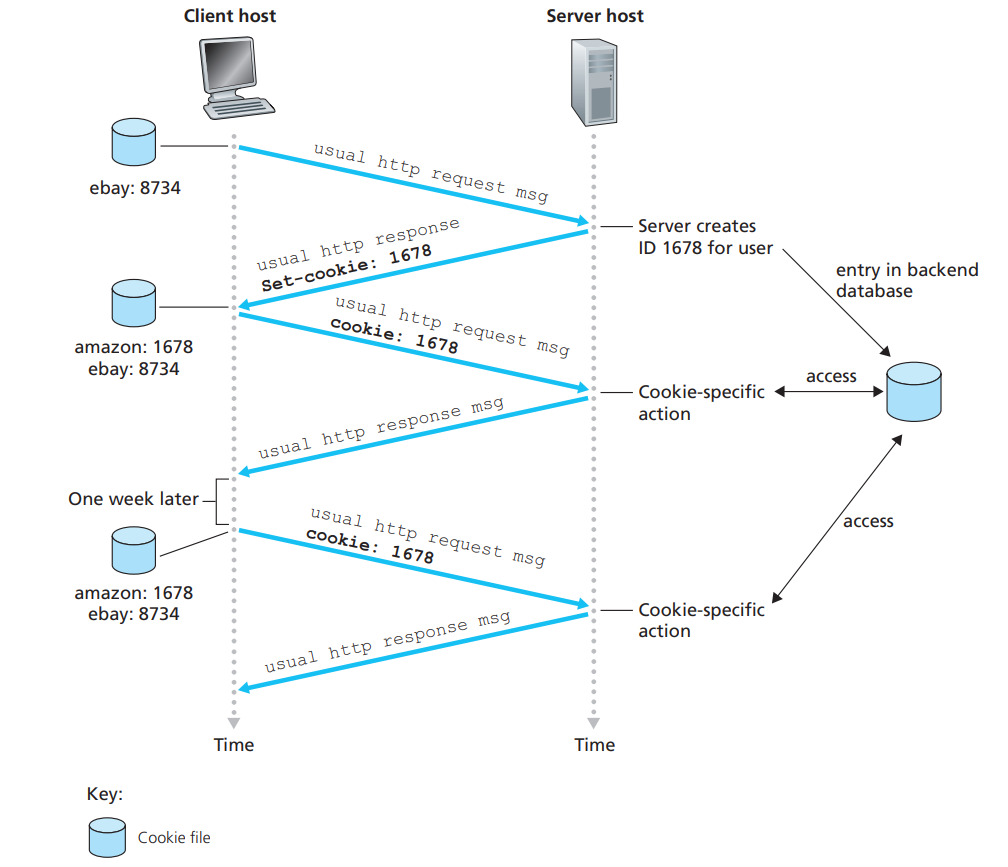 Client host
Server host
ebay: 8734
usual http request msg
Server creates
ID 1678 for user
entry in backend
database
usual http response
Set-cookie: 1678
amazon: 1678
ebay: 8734
usual http request msg
cookie: 1678
Cookie-specific
action
access
usual http response msg
One week later
amazon: 1678
ebay: 8734
usual http request msg
cookie: 1678
access
Cookie-specific
action
usual http response msg
Time
Time
Key:
Cookie file